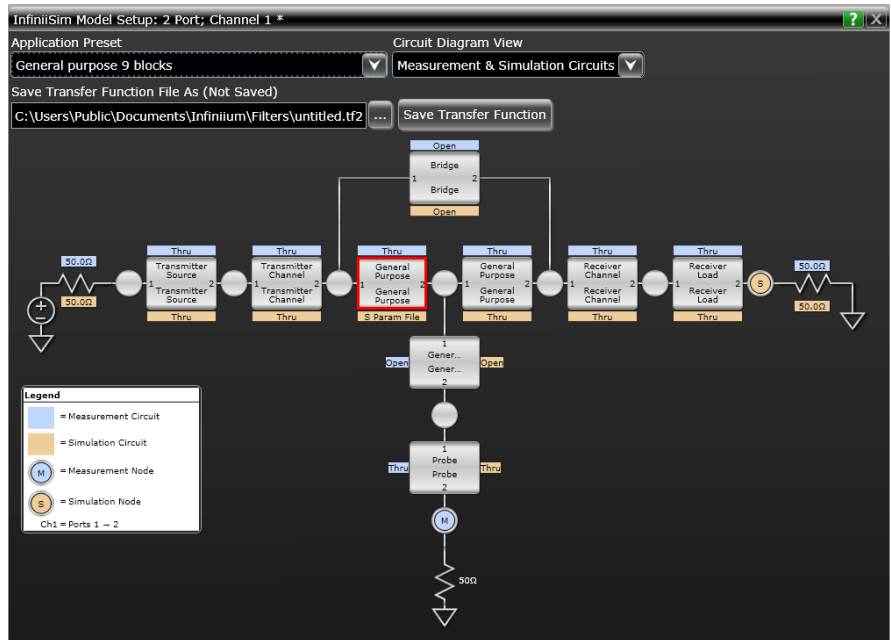 InfiniiSim Model Setup: 2 Port; Channel 1 *
? X
Application Preset
Circuit Diagram View
General purpose 9 blocks
Measurement & Simulation Circuits
Save Transfer Function File As (Not Saved)
C:\Users\Public\Documents\Infiniium\Filters\untitled.tf2
...
Save Transfer Function
Open
Bridge
1 2
Bridge
Open
50.0Ω
50.0Ω
Thru
Transmitter
Source
1 2
Transmitter
Source
Thru
Thru
Transmitter
Channel
1 2
Transmitter
Channel
Thru
Thru
General
Purpose
1 2
General
Purpose
S Param File
Thru
General
Purpose
1 2
General
Purpose
Thru
Thru
Receiver
Channel
1 2
Receiver
Channel
Thru
Thru
Receiver
Load
1 2
Receiver
Load
Thru
S
50.0Ω
50.0Ω
1
Open Gener... Open
Gener...
2
1
Probe
Thru Probe Thru
2
M
50Ω
Legend
= Measurement Circuit
= Simulation Circuit
M = Measurement Node
S = Simulation Node
Ch1 = Ports 1 → 2